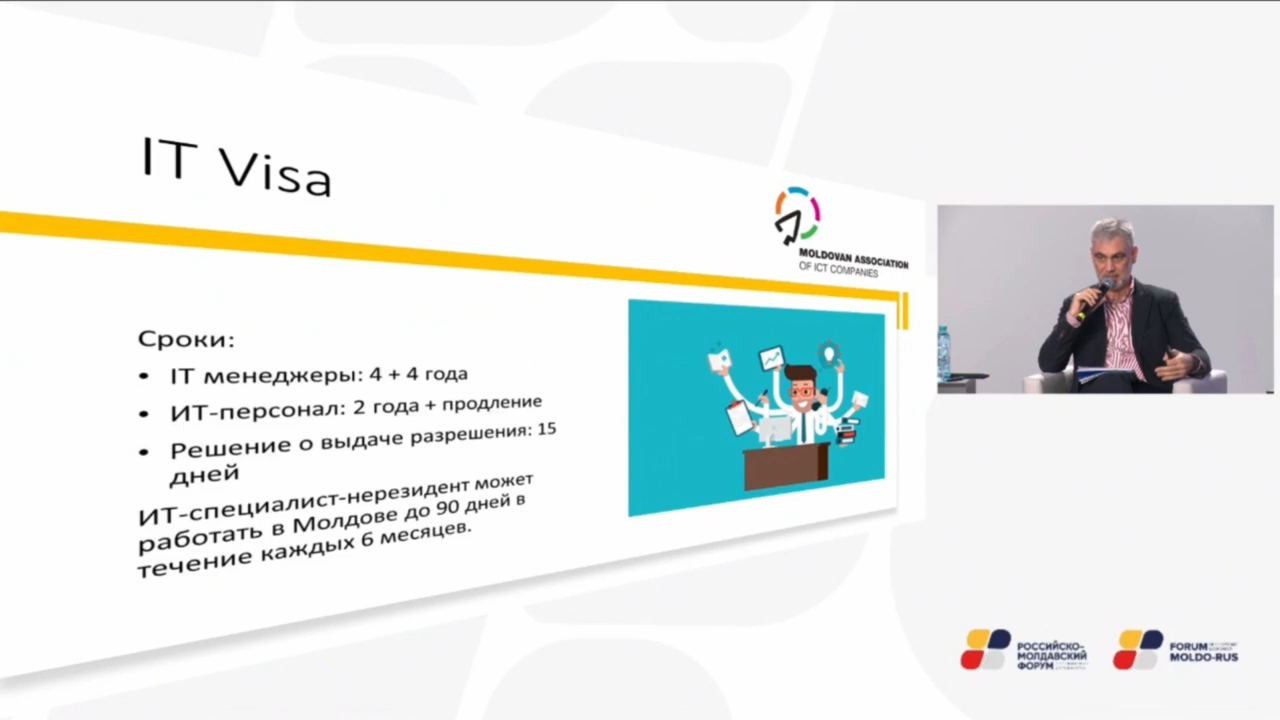 IT Visa
MOLDOVAN ASSOCIATION
OF ICT COMPANIES
Сроки:
• IT менеджеры: 4 + 4 года
• ИТ-персонал: 2 года + продление
• Решение о выдаче разрешения: 15
дней
ИТ-специалист-нерезидент может
работать в Молдове до 90 дней в
течение каждых 6 месяцев.
РОССИЙСКО-
МОЛДАВСКИЙ
ФОРУМ
FORUM
MOLDO-RUS